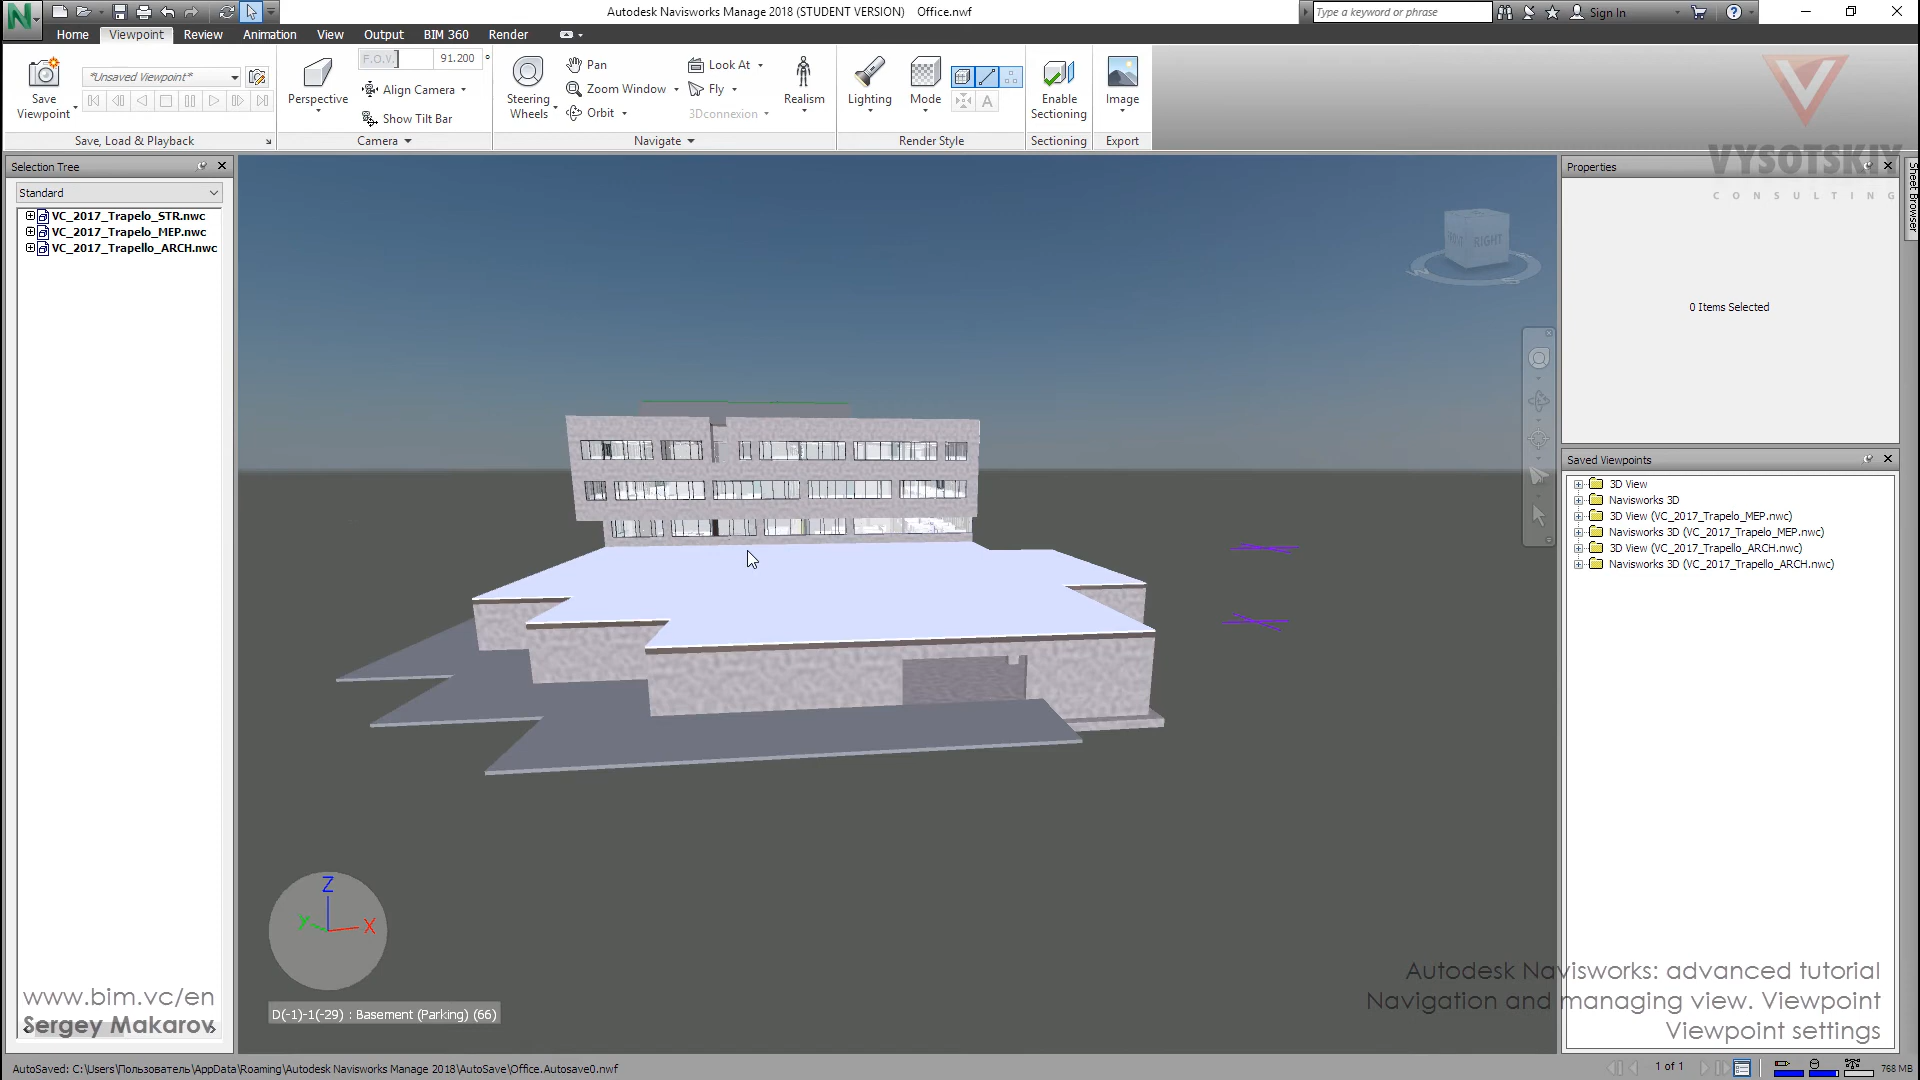 Autodesk Navisworks Manage 2018 (STUDENT VERSION) Office.nwf
Type a keyword or phrase
Sign In
Home Viewpoint Review Animation View Output BIM 360 Render
Save Viewpoint
*Unsaved Viewpoint*
Save, Load & Playback
Perspective
F.O.V. 91.200 °
Align Camera
Show Tilt Bar
Camera
Steering Wheels
Pan
Zoom Window
Orbit
Look At
Fly
3Dconnexion
Navigate
Realism
Lighting
Mode
A
Render Style
Enable Sectioning
Sectioning
Image
Export
VYSOTSKIY
CONSULTING
Selection Tree
Standard
VC_2017_Trapelo_STR.nwc
VC_2017_Trapelo_MEP.nwc
VC_2017_Trapello_ARCH.nwc
RIGHT
Properties
0 Items Selected
Sheet Browser
Saved Viewpoints
3D View
Navisworks 3D
3D View (VC_2017_Trapelo_MEP.nwc)
Navisworks 3D (VC_2017_Trapelo_MEP.nwc)
3D View (VC_2017_Trapello_ARCH.nwc)
Navisworks 3D (VC_2017_Trapello_ARCH.nwc)
Z
Y
X
D(-1)-1(-29) : Basement (Parking) (66)
www.bim.vc/en
Sergey Makarov
Autodesk Navisworks: advanced tutorial
Navigation and managing view. Viewpoint
Viewpoint settings
AutoSaved: C:\Users\Пользователь\AppData\Roaming\Autodesk Navisworks Manage 2018\AutoSave\Office.Autosave0.nwf
1 of 1
768 MB